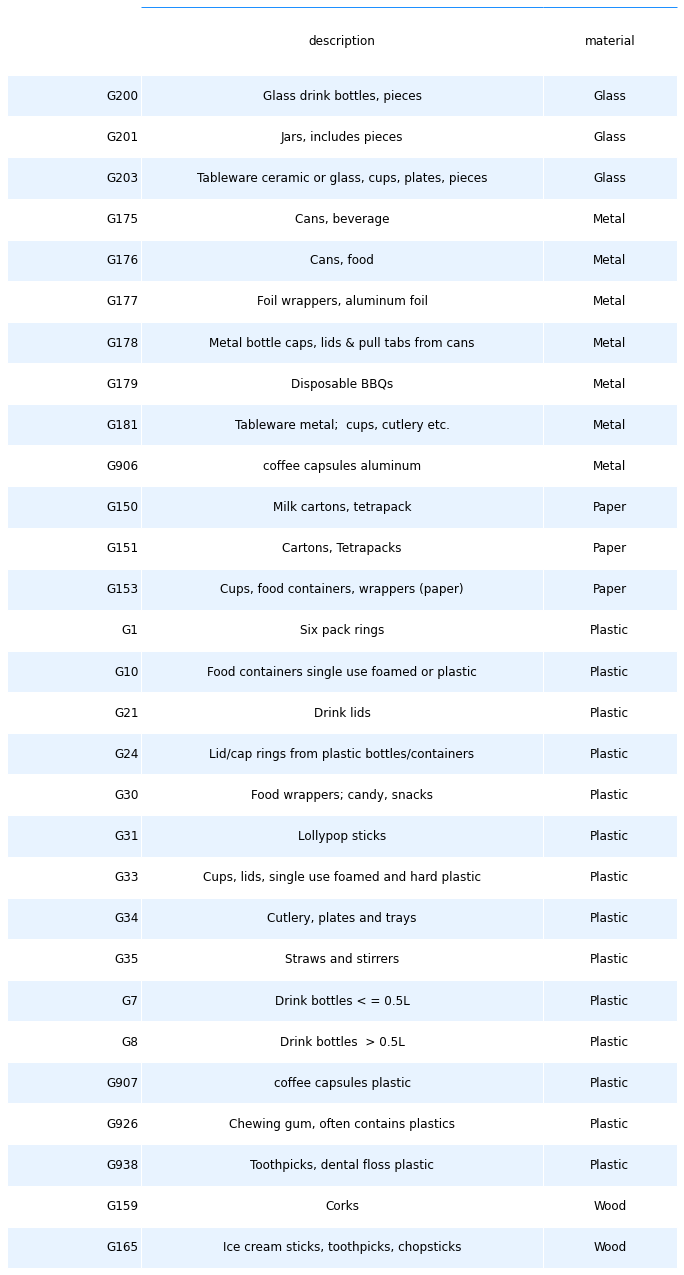 description material
G200 Glass drink bottles, pieces Glass
G201 Jars, includes pieces Glass
G203 Tableware ceramic or glass, cups, plates, pieces Glass
G175 Cans, beverage Metal
G176 Cans, food Metal
G177 Foil wrappers, aluminum foil Metal
G178 Metal bottle caps, lids & pull tabs from cans Metal
G179 Disposable BBQs Metal
G181 Tableware metal;  cups, cutlery etc. Metal
G906 coffee capsules aluminum Metal
G150 Milk cartons, tetrapack Paper
G151 Cartons, Tetrapacks Paper
G153 Cups, food containers, wrappers (paper) Paper
G1 Six pack rings Plastic
G10 Food containers single use foamed or plastic Plastic
G21 Drink lids Plastic
G24 Lid/cap rings from plastic bottles/containers Plastic
G30 Food wrappers; candy, snacks Plastic
G31 Lollypop sticks Plastic
G33 Cups, lids, single use foamed and hard plastic Plastic
G34 Cutlery, plates and trays Plastic
G35 Straws and stirrers Plastic
G7 Drink bottles < = 0.5L Plastic
G8 Drink bottles  > 0.5L Plastic
G907 coffee capsules plastic Plastic
G926 Chewing gum, often contains plastics Plastic
G938 Toothpicks, dental floss plastic Plastic
G159 Corks Wood
G165 Ice cream sticks, toothpicks, chopsticks Wood